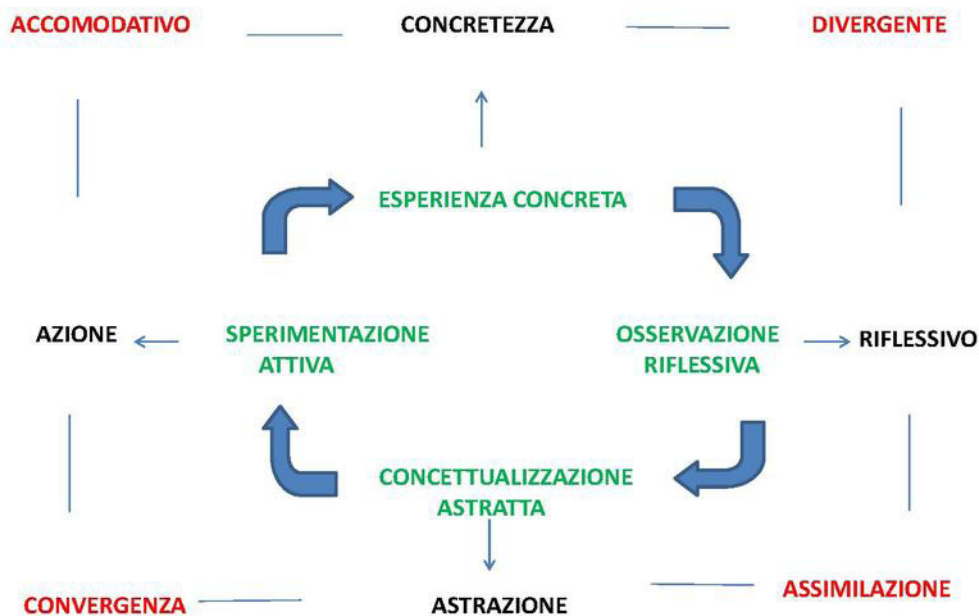 ACCOMODATIVO
CONCRETEZZA
DIVERGENTE
ESPERIENZA CONCRETA
AZIONE
SPERIMENTAZIONE
ATTIVA
OSSERVAZIONE
RIFLESSIVA
RIFLESSIVO
CONCETTUALIZZAZIONE
ASTRATTA
CONVERGENZA
ASTRAZIONE
ASSIMILAZIONE